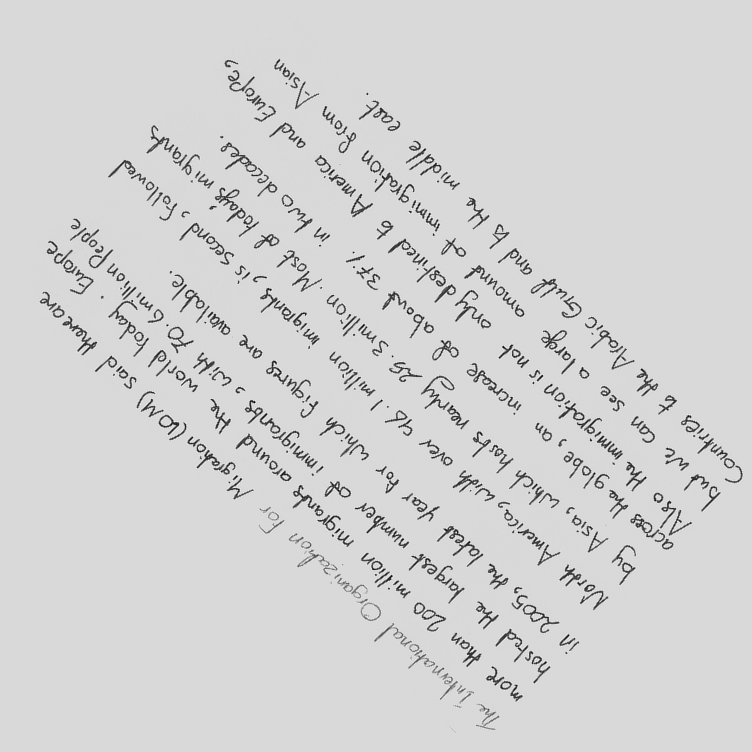 The International Organization For Migration (IOM) said there are
more than 200 million migrants around the world today. Europe
hosted the largest number of immigrants, with 70.6 million People
in 2005, the latest year for which figures are available.
North America, with over 45.1 million imigrants, is second, followed
by Asia, which hosts nearly 25.3 million. Most of today's migrants
across the globe, an increase of about 37% in two decades.
Also the immigration is not only destined to America and Europe,
but we can see a large amound of immigration from Asian
Countries to the Arabic Gulf and to the middle east.